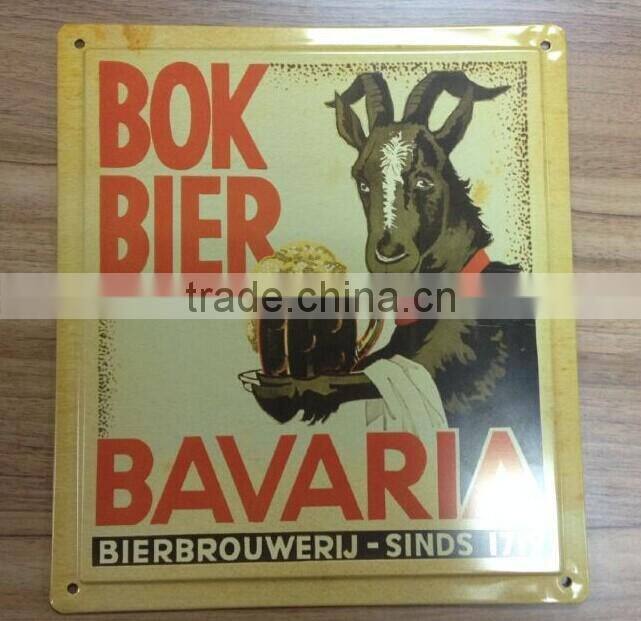 BOK
BIER
trade.china.cn
BAVARIA
BIERBROUWERIJ - SINDS